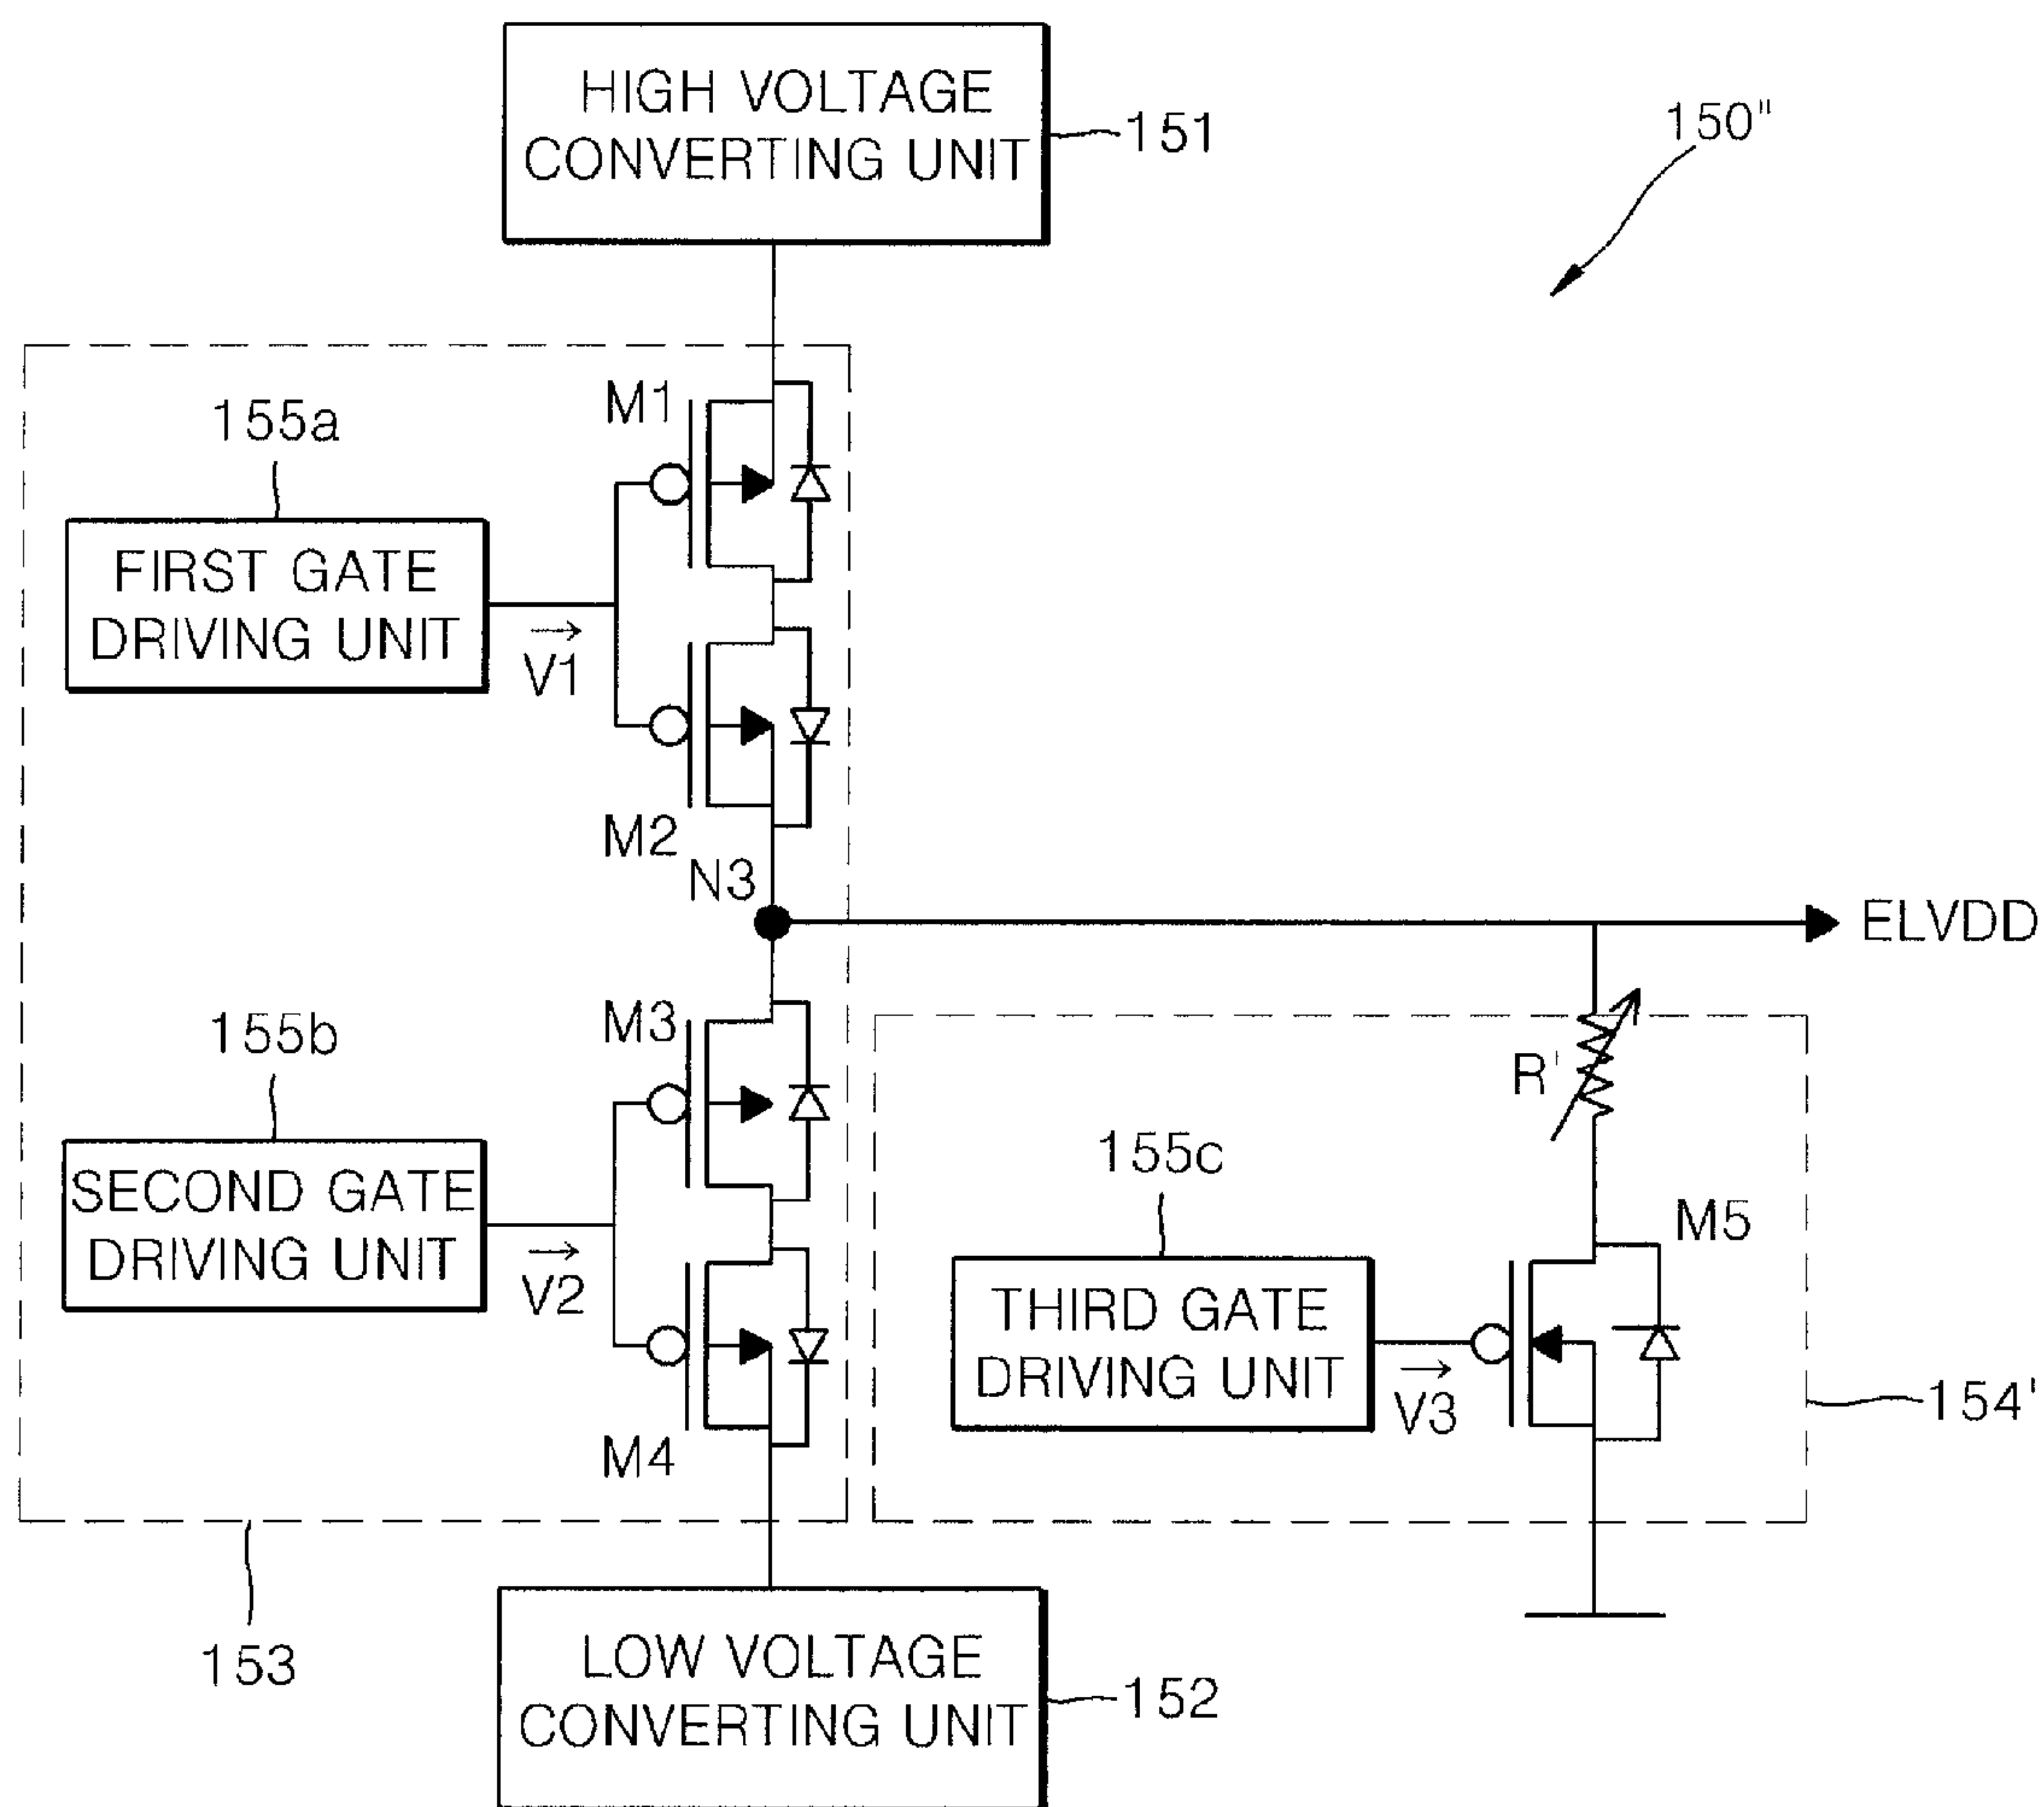 HIGH VOLTAGE
CONVERTING UNIT
151
150"
M1
155a
FIRST GATE
DRIVING UNIT
V1
M2
N3
ELVDD
M3
155b
R'
SECOND GATE
DRIVING UNIT
V2
155c
M5
THIRD GATE
DRIVING UNIT
V3
154'
M4
153
LOW VOLTAGE
CONVERTING UNIT
152